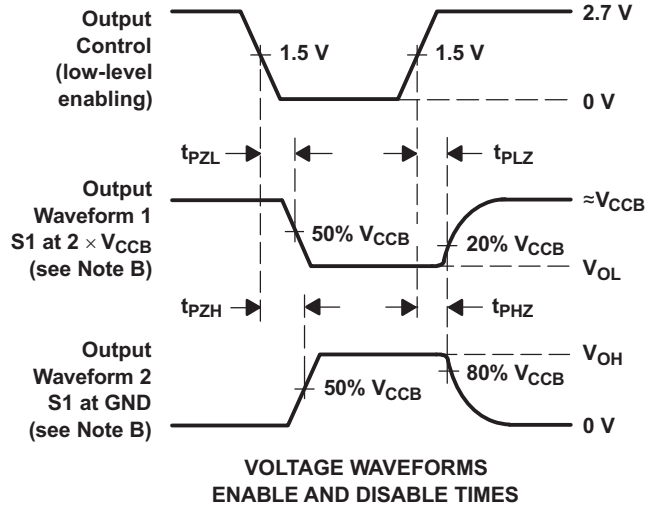 Output
Control
(low-level
enabling)
2.7 V
1.5 V
1.5 V
0 V
tPZL
tPLZ
Output
Waveform 1
S1 at 2 × VCCB
(see Note B)
≈VCCB
50% VCCB
20% VCCB
VOL
tPZH
tPHZ
Output
Waveform 2
S1 at GND
(see Note B)
VOH
50% VCCB
80% VCCB
0 V
VOLTAGE WAVEFORMS
ENABLE AND DISABLE TIMES